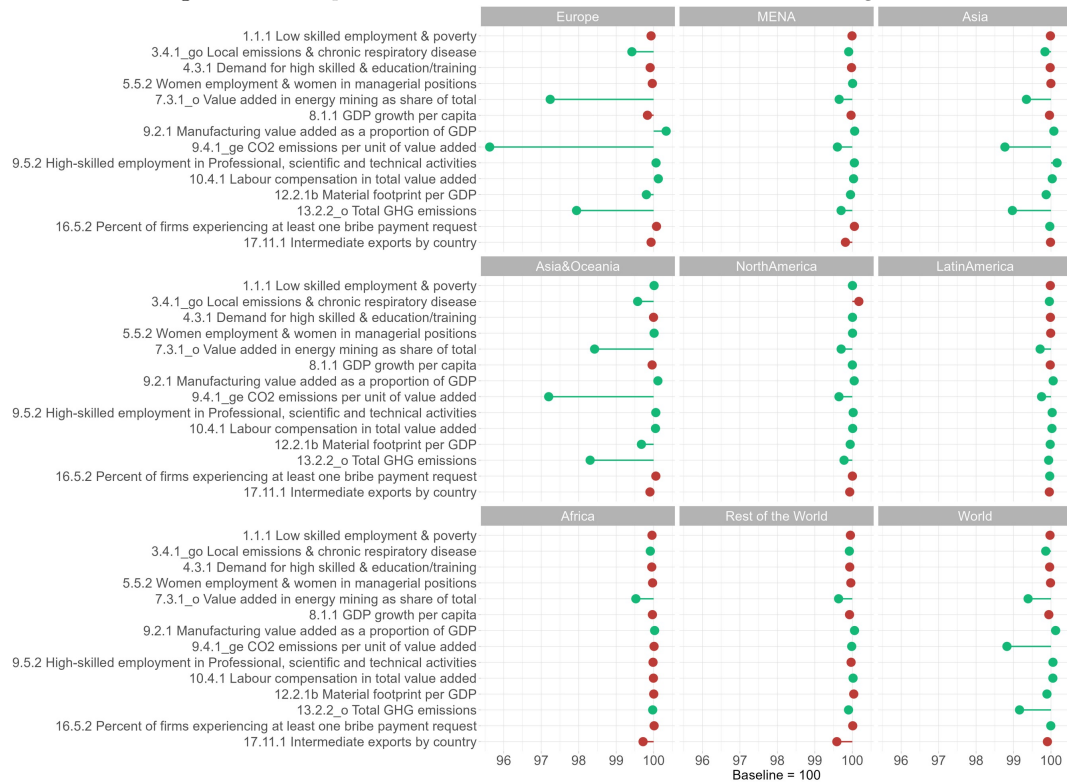 Europe MENA Asia
1.1.1 Low skilled employment & poverty
3.4.1_go Local emissions & chronic respiratory disease
4.3.1 Demand for high skilled & education/training
5.5.2 Women employment & women in managerial positions
7.3.1_o Value added in energy mining as share of total
8.1.1 GDP growth per capita
9.2.1 Manufacturing value added as a proportion of GDP
9.4.1_ge CO2 emissions per unit of value added
9.5.2 High-skilled employment in Professional, scientific and technical activities
10.4.1 Labour compensation in total value added
12.2.1b Material footprint per GDP
13.2.2_o Total GHG emissions
16.5.2 Percent of firms experiencing at least one bribe payment request
17.11.1 Intermediate exports by country
Asia&Oceania NorthAmerica LatinAmerica
1.1.1 Low skilled employment & poverty
3.4.1_go Local emissions & chronic respiratory disease
4.3.1 Demand for high skilled & education/training
5.5.2 Women employment & women in managerial positions
7.3.1_o Value added in energy mining as share of total
8.1.1 GDP growth per capita
9.2.1 Manufacturing value added as a proportion of GDP
9.4.1_ge CO2 emissions per unit of value added
9.5.2 High-skilled employment in Professional, scientific and technical activities
10.4.1 Labour compensation in total value added
12.2.1b Material footprint per GDP
13.2.2_o Total GHG emissions
16.5.2 Percent of firms experiencing at least one bribe payment request
17.11.1 Intermediate exports by country
Africa Rest of the World World
1.1.1 Low skilled employment & poverty
3.4.1_go Local emissions & chronic respiratory disease
4.3.1 Demand for high skilled & education/training
5.5.2 Women employment & women in managerial positions
7.3.1_o Value added in energy mining as share of total
8.1.1 GDP growth per capita
9.2.1 Manufacturing value added as a proportion of GDP
9.4.1_ge CO2 emissions per unit of value added
9.5.2 High-skilled employment in Professional, scientific and technical activities
10.4.1 Labour compensation in total value added
12.2.1b Material footprint per GDP
13.2.2_o Total GHG emissions
16.5.2 Percent of firms experiencing at least one bribe payment request
17.11.1 Intermediate exports by country
96 97 98 99 100 96 97 98 99 100 96 97 98 99 100
Baseline = 100